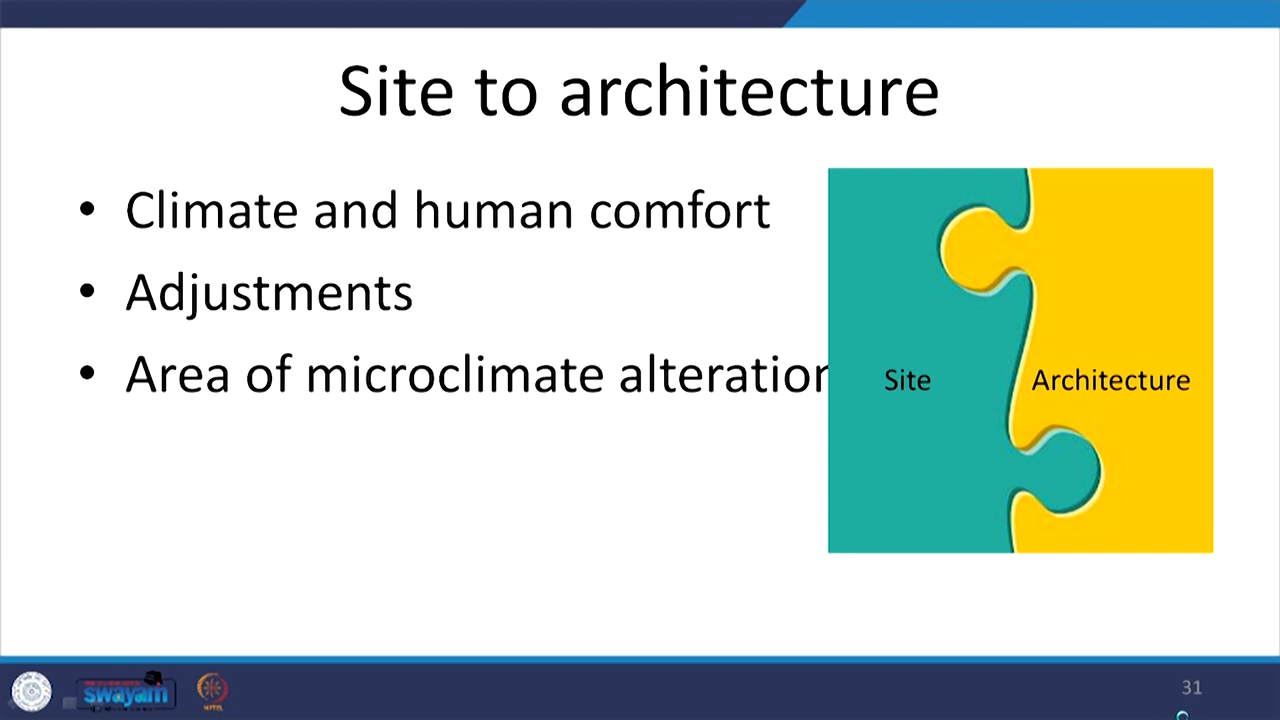 Site to architecture
• Climate and human comfort
• Adjustments
• Area of microclimate alteration
Site
Architecture
swayam
31